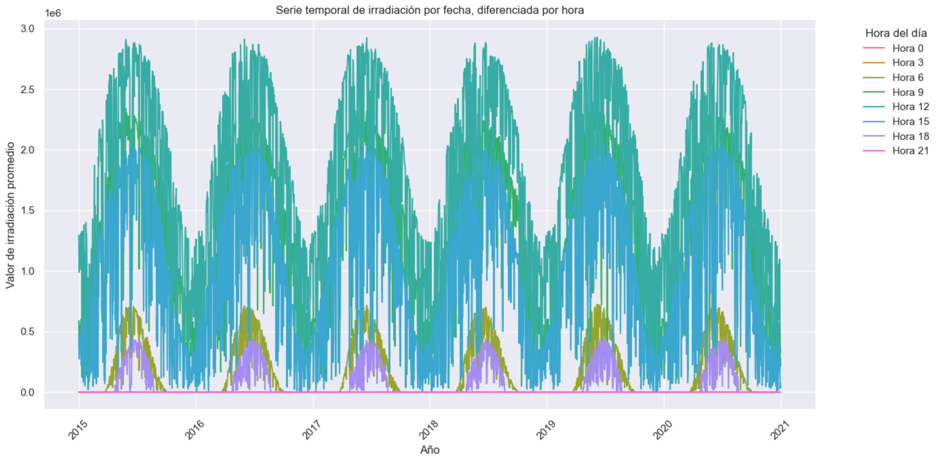 Serie temporal de irradiación por fecha, diferenciada por hora
1e6
3.0
2.5
2.0
1.5
1.0
0.5
0.0
Valor de irradiación promedio
2015
2016
2017
2018
2019
2020
2021
Año
Hora del día
Hora 0
Hora 3
Hora 6
Hora 9
Hora 12
Hora 15
Hora 18
Hora 21